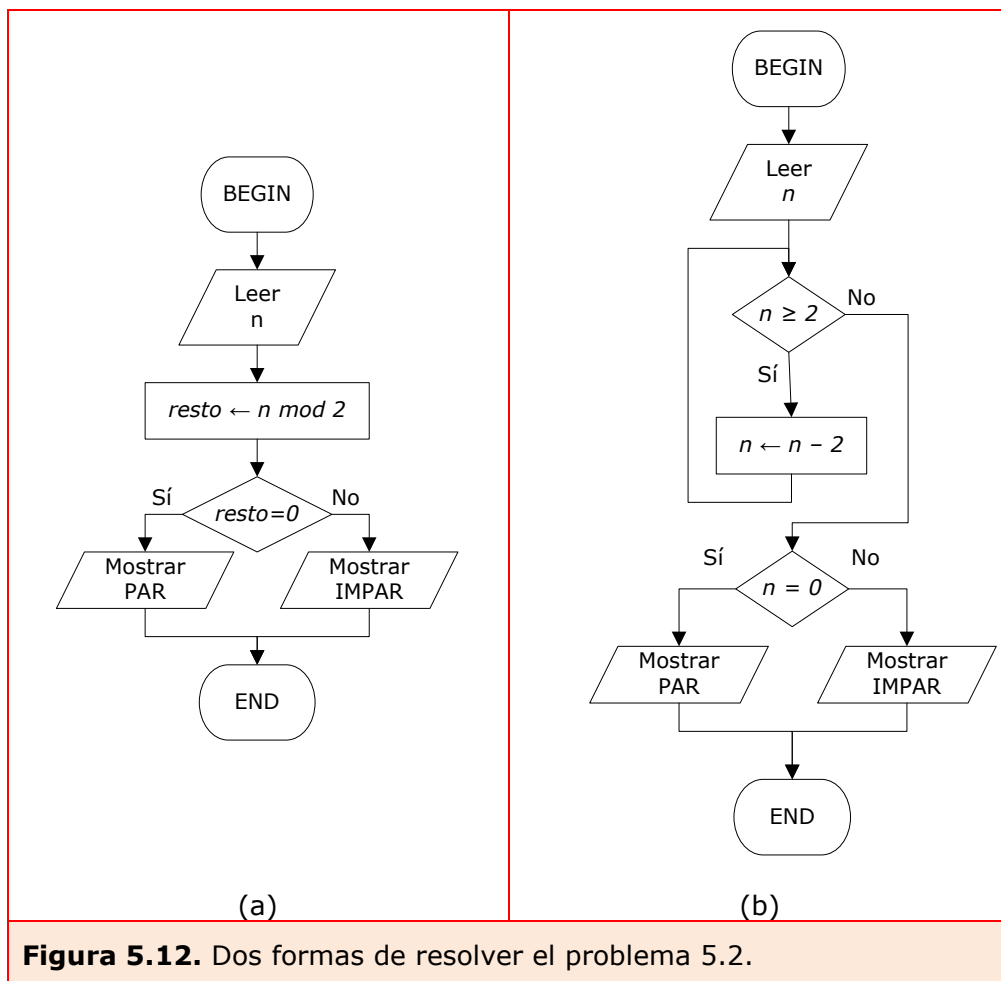 BEGIN
Leer
n
resto ← n mod 2
resto=0
Sí
No
Mostrar
PAR
Mostrar
IMPAR
END
(a)
BEGIN
Leer
n
n ≥ 2
No
Sí
n ← n − 2
n = 0
Sí
No
Mostrar
PAR
Mostrar
IMPAR
END
(b)
Figura 5.12. Dos formas de resolver el problema 5.2.